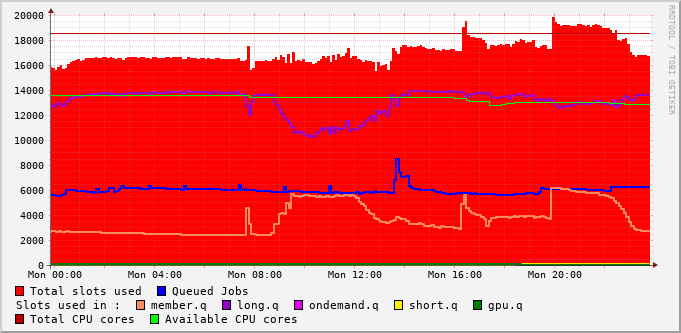 20000
18000
16000
14000
12000
10000
8000
6000
4000
2000
0
Mon 00:00 Mon 04:00 Mon 08:00 Mon 12:00 Mon 16:00 Mon 20:00
Total slots used Queued Jobs
Slots used in : member.q long.q ondemand.q short.q gpu.q
Total CPU cores Available CPU cores
RRDTOOL / TOBI OETIKER